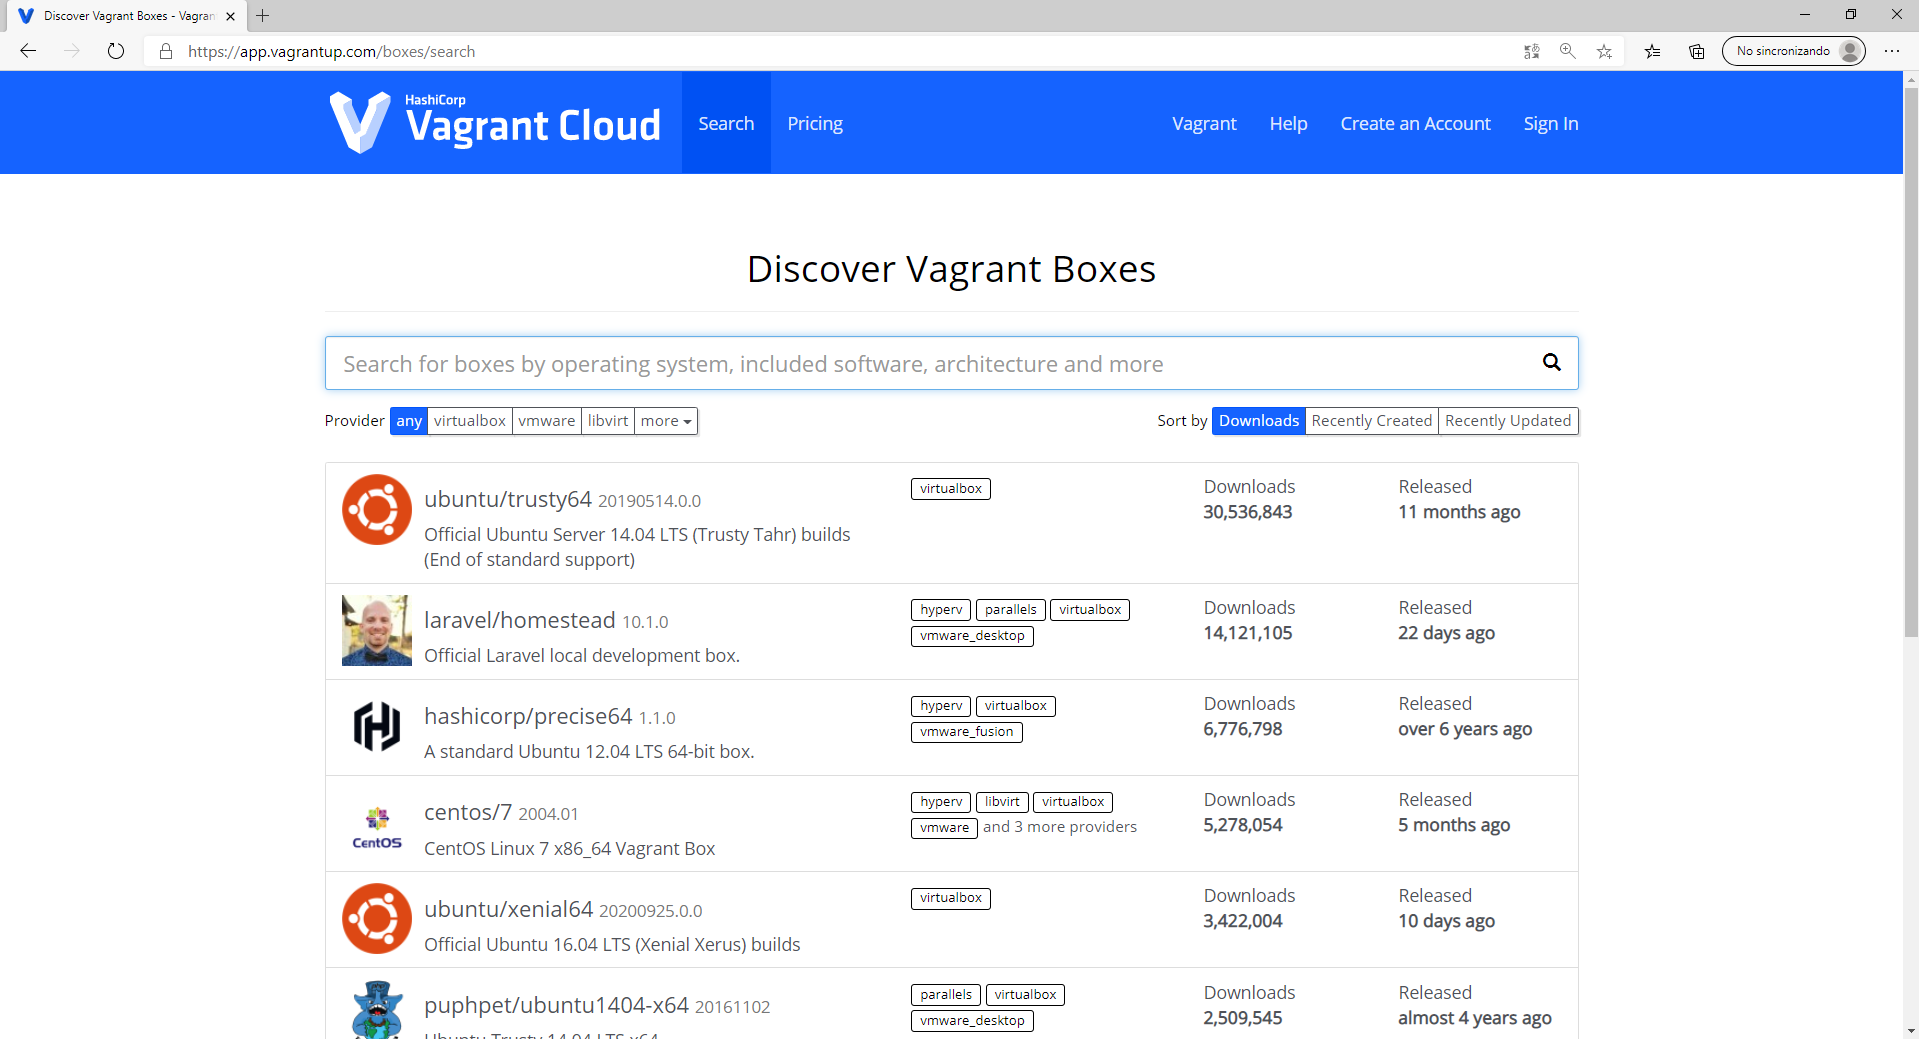 Discover Vagrant Boxes - Vagran
https://app.vagrantup.com/boxes/search
No sincronizando
HashiCorp
Vagrant Cloud
Search
Pricing
Vagrant
Help
Create an Account
Sign In
Discover Vagrant Boxes
Search for boxes by operating system, included software, architecture and more
Provider any virtualbox vmware libvirt more
Sort by Downloads Recently Created Recently Updated
ubuntu/trusty64 20190514.0.0
Official Ubuntu Server 14.04 LTS (Trusty Tahr) builds
(End of standard support)
virtualbox
Downloads
30,536,843
Released
11 months ago
laravel/homestead 10.1.0
Official Laravel local development box.
hyperv parallels virtualbox
vmware_desktop
Downloads
14,121,105
Released
22 days ago
hashicorp/precise64 1.1.0
A standard Ubuntu 12.04 LTS 64-bit box.
hyperv virtualbox
vmware_fusion
Downloads
6,776,798
Released
over 6 years ago
CentOS
centos/7 2004.01
CentOS Linux 7 x86_64 Vagrant Box
hyperv libvirt virtualbox
vmware and 3 more providers
Downloads
5,278,054
Released
5 months ago
ubuntu/xenial64 20200925.0.0
Official Ubuntu 16.04 LTS (Xenial Xerus) builds
virtualbox
Downloads
3,422,004
Released
10 days ago
puphpet/ubuntu1404-x64 20161102
Ubuntu Trusty 14.04 LTS x64
parallels virtualbox
vmware_desktop
Downloads
2,509,545
Released
almost 4 years ago